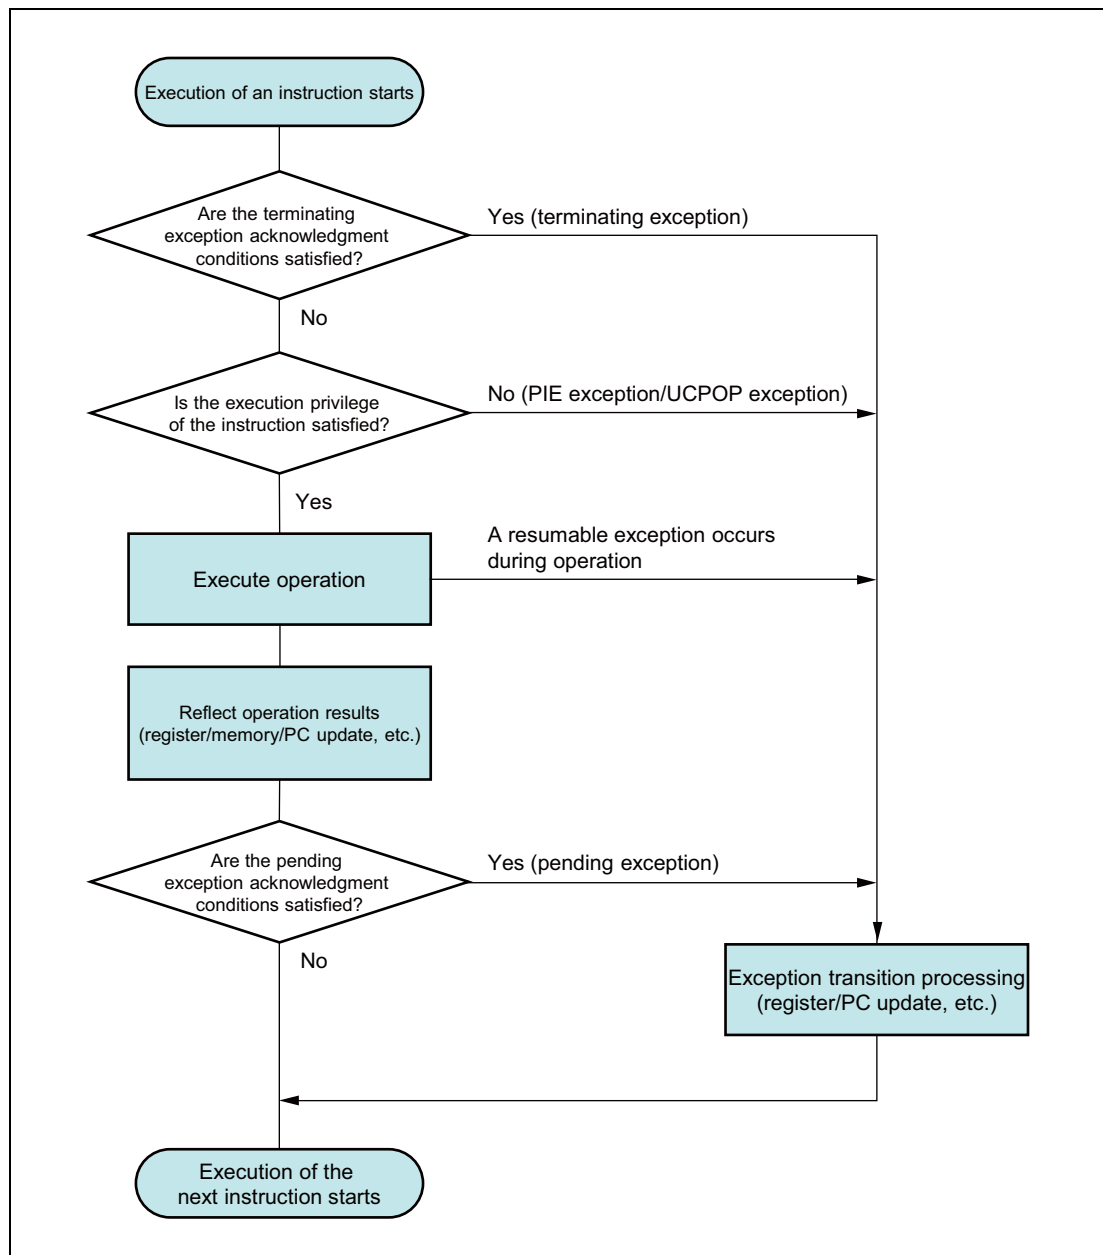 Execution of an instruction starts
Are the terminating
exception acknowledgment
conditions satisfied?
Yes (terminating exception)
No
Is the execution privilege
of the instruction satisfied?
No (PIE exception/UCPOP exception)
Yes
Execute operation
A resumable exception occurs
during operation
Reflect operation results
(register/memory/PC update, etc.)
Are the pending
exception acknowledgment
conditions satisfied?
Yes (pending exception)
No
Exception transition processing
(register/PC update, etc.)
Execution of the
next instruction starts